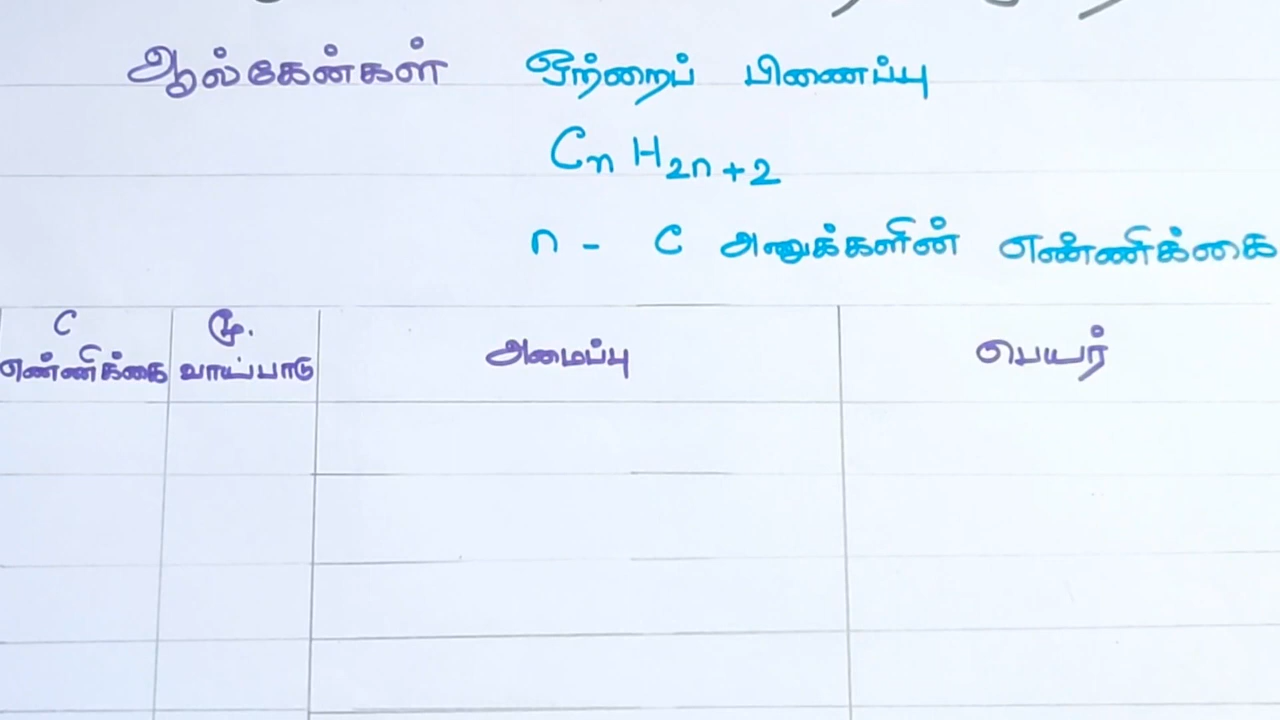 ஆல்கேன்கள் ஒற்றைப் பிணைப்பு
CnH2n+2
n - C அணுக்களின் எண்ணிக்கை
C எண்ணிக்கை மூ. வாய்பாடு அமைப்பு பெயர்